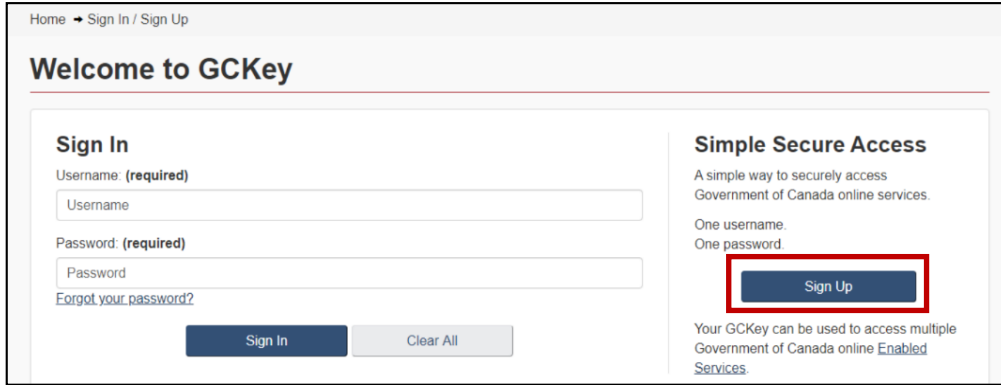 Home → Sign In / Sign Up
Welcome to GCKey
Sign In
Username: (required)
Username
Password: (required)
Password
Forgot your password?
Sign In
Clear All
Simple Secure Access
A simple way to securely access
Government of Canada online services.
One username.
One password.
Sign Up
Your GCKey can be used to access multiple
Government of Canada online Enabled
Services.